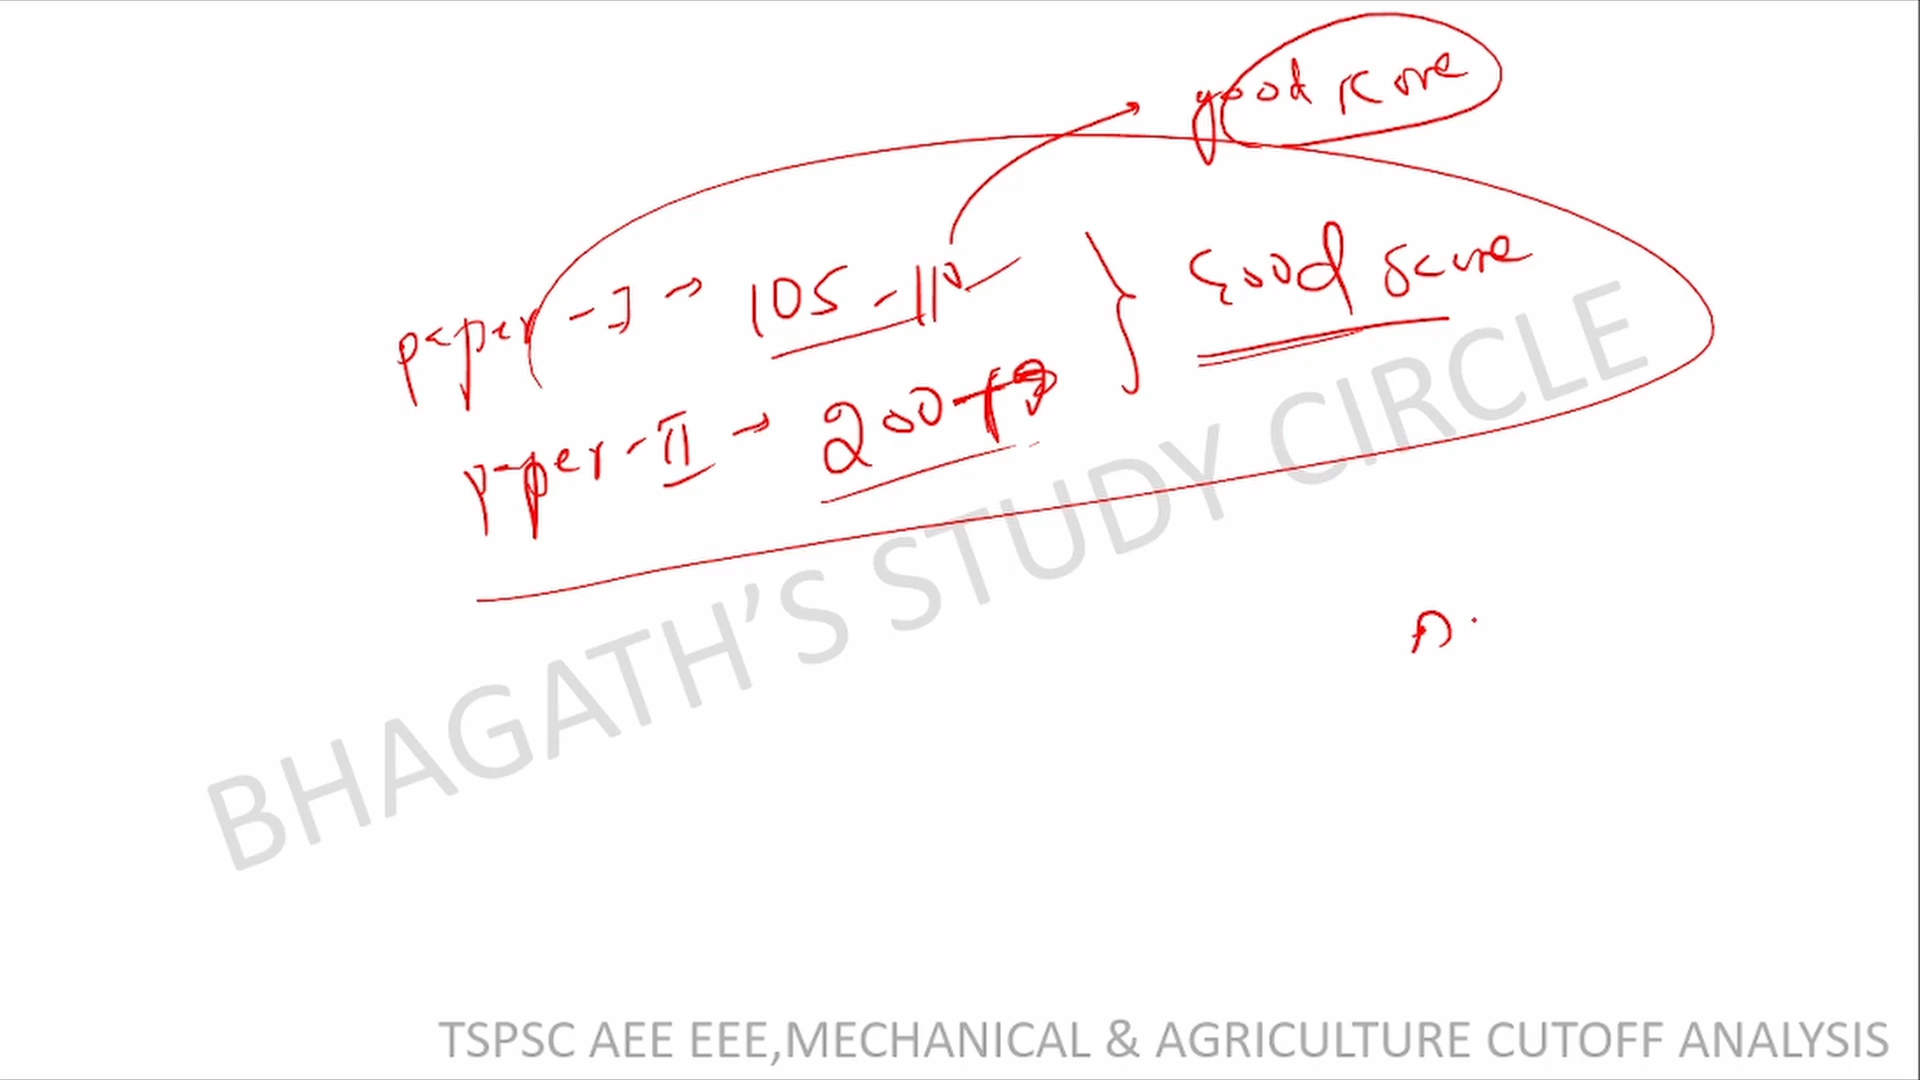 good score
paper - I → 105 - 110 } Good score
paper - II → 200
BHAGATH'S STUDY CIRCLE
TSPSC AEE EEE,MECHANICAL & AGRICULTURE CUTOFF ANALYSIS